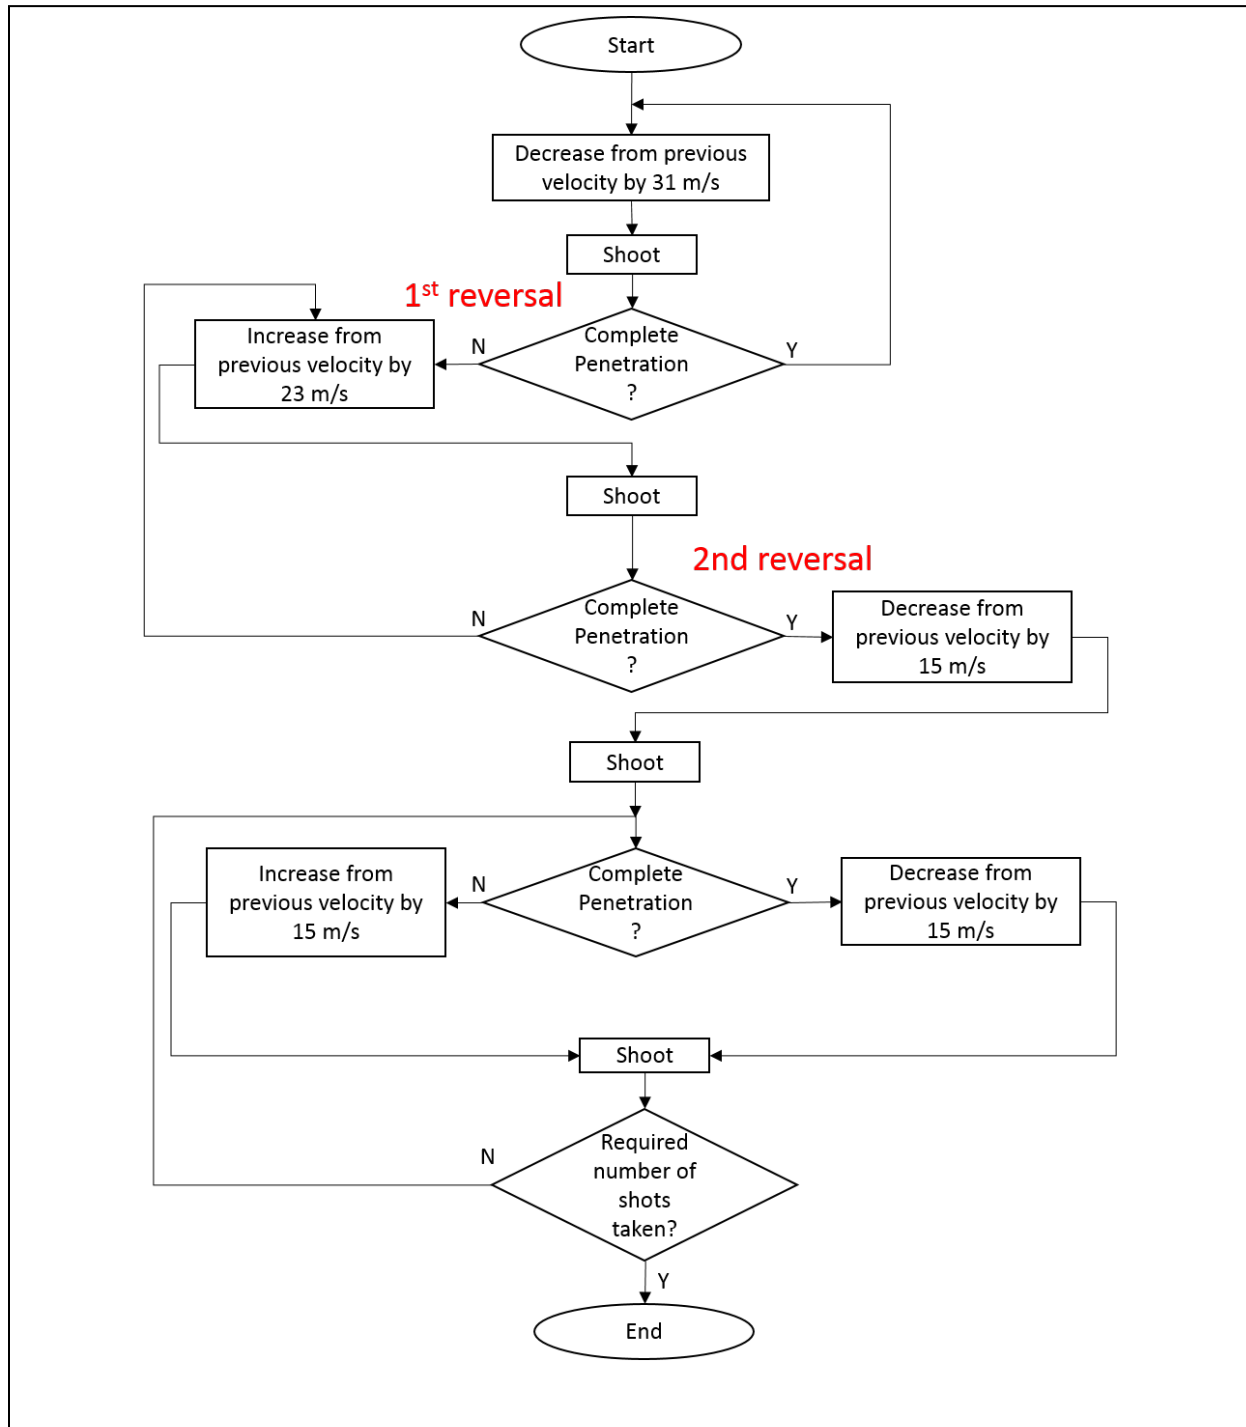 Start
Decrease from previous
velocity by 31 m/s
Shoot
1st reversal
Increase from
previous velocity by
23 m/s
N
Complete
Penetration
?
Y
Shoot
2nd reversal
N
Complete
Penetration
?
Y
Decrease from
previous velocity by
15 m/s
Shoot
Increase from
previous velocity by
15 m/s
N
Complete
Penetration
?
Y
Decrease from
previous velocity by
15 m/s
Shoot
N
Required
number of
shots
taken?
Y
End